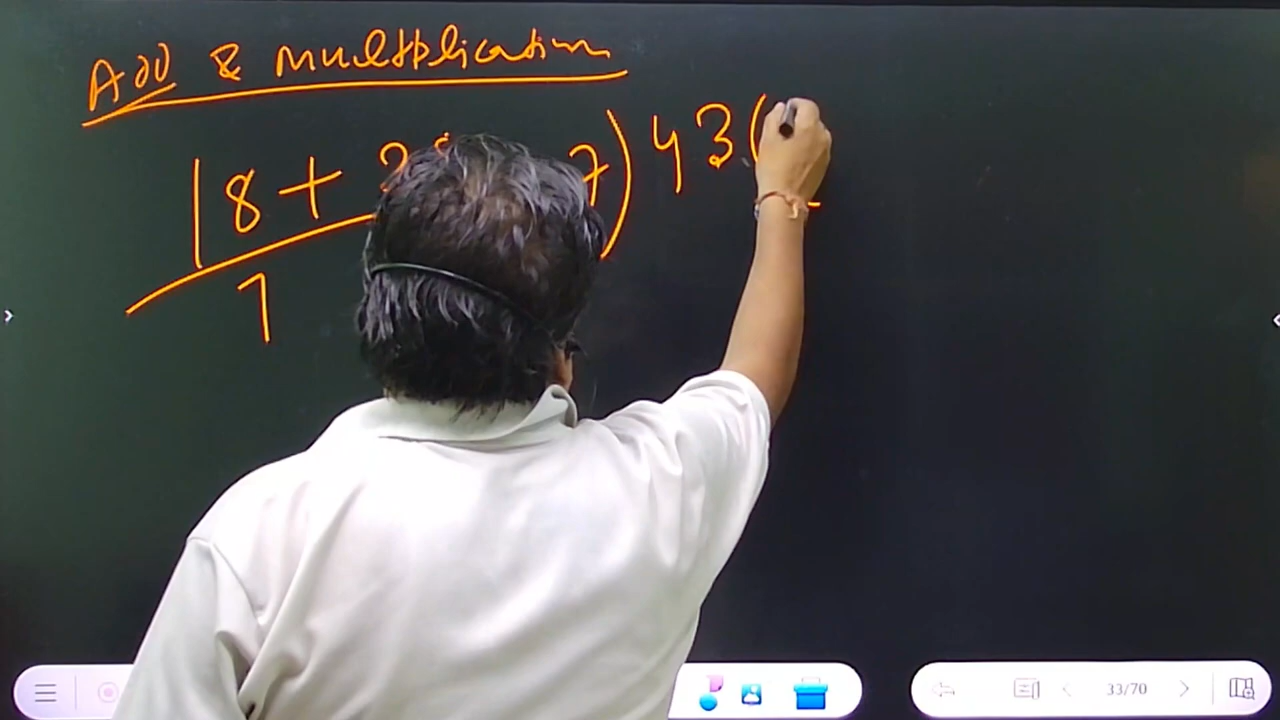 Add & multiplication
18 +
7
7) 43 (
33/70